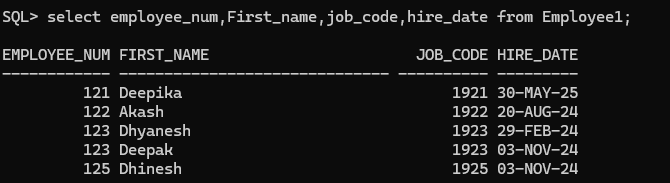 SQL> select employee_num,First_name,job_code,hire_date from Employee1;
EMPLOYEE_NUM FIRST_NAME                       JOB_CODE HIRE_DATE
------------ ------------------------------ ---------- ---------
         121 Deepika                              1921 30-MAY-25
         122 Akash                                1922 20-AUG-24
         123 Dhyanesh                             1923 29-FEB-24
         123 Deepak                               1923 03-NOV-24
         125 Dhinesh                              1925 03-NOV-24